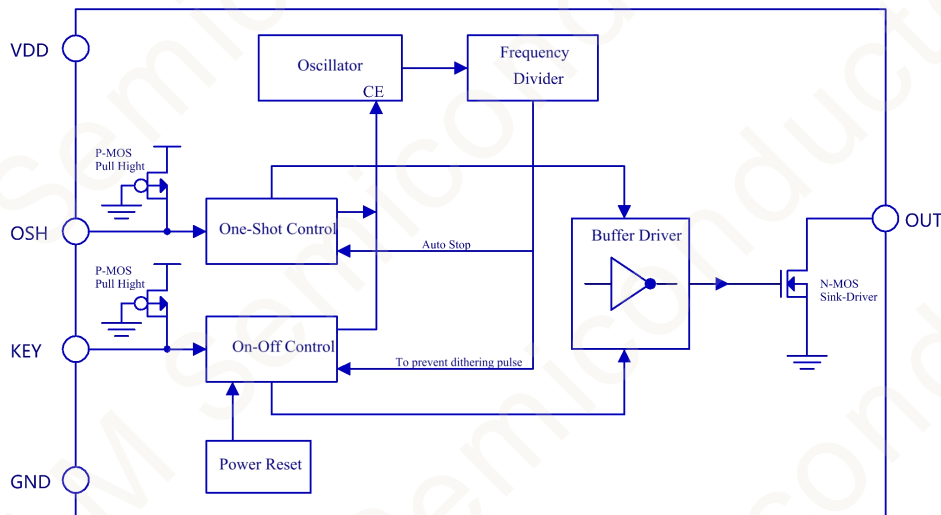 VDD
Oscillator
CE
Frequency
Divider
P-MOS
Pull Hight
OSH
One-Shot Control
Auto Stop
Buffer Driver
OUT
P-MOS
Pull Hight
N-MOS
Sink-Driver
KEY
On-Off Control
To prevent dithering pulse
Power Reset
GND
M Semiconductor